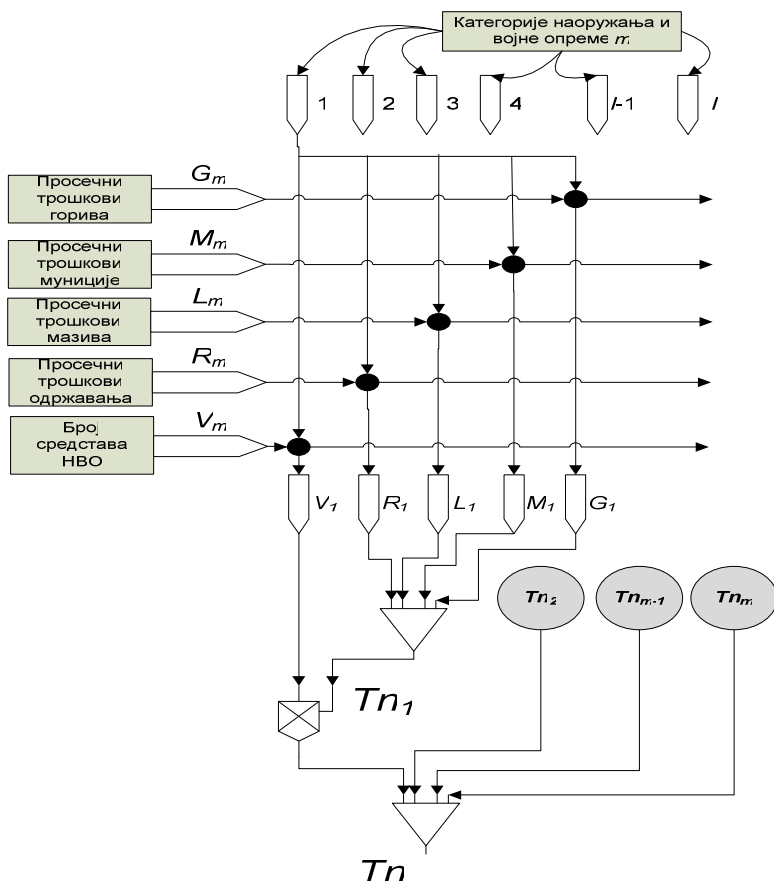 Категорије наоружања и
војне опреме m
1
2
3
4
l-1
l
Просечни
трошкови
горива
Gm
Просечни
трошкови
муниције
Mm
Просечни
трошкови
мазива
Lm
Просечни
трошкови
одржавања
Rm
Број
средстава
НВО
Vm
V1
R1
L1
M1
G1
Tn2
Tnm-1
Tnm
Tn1
Tn